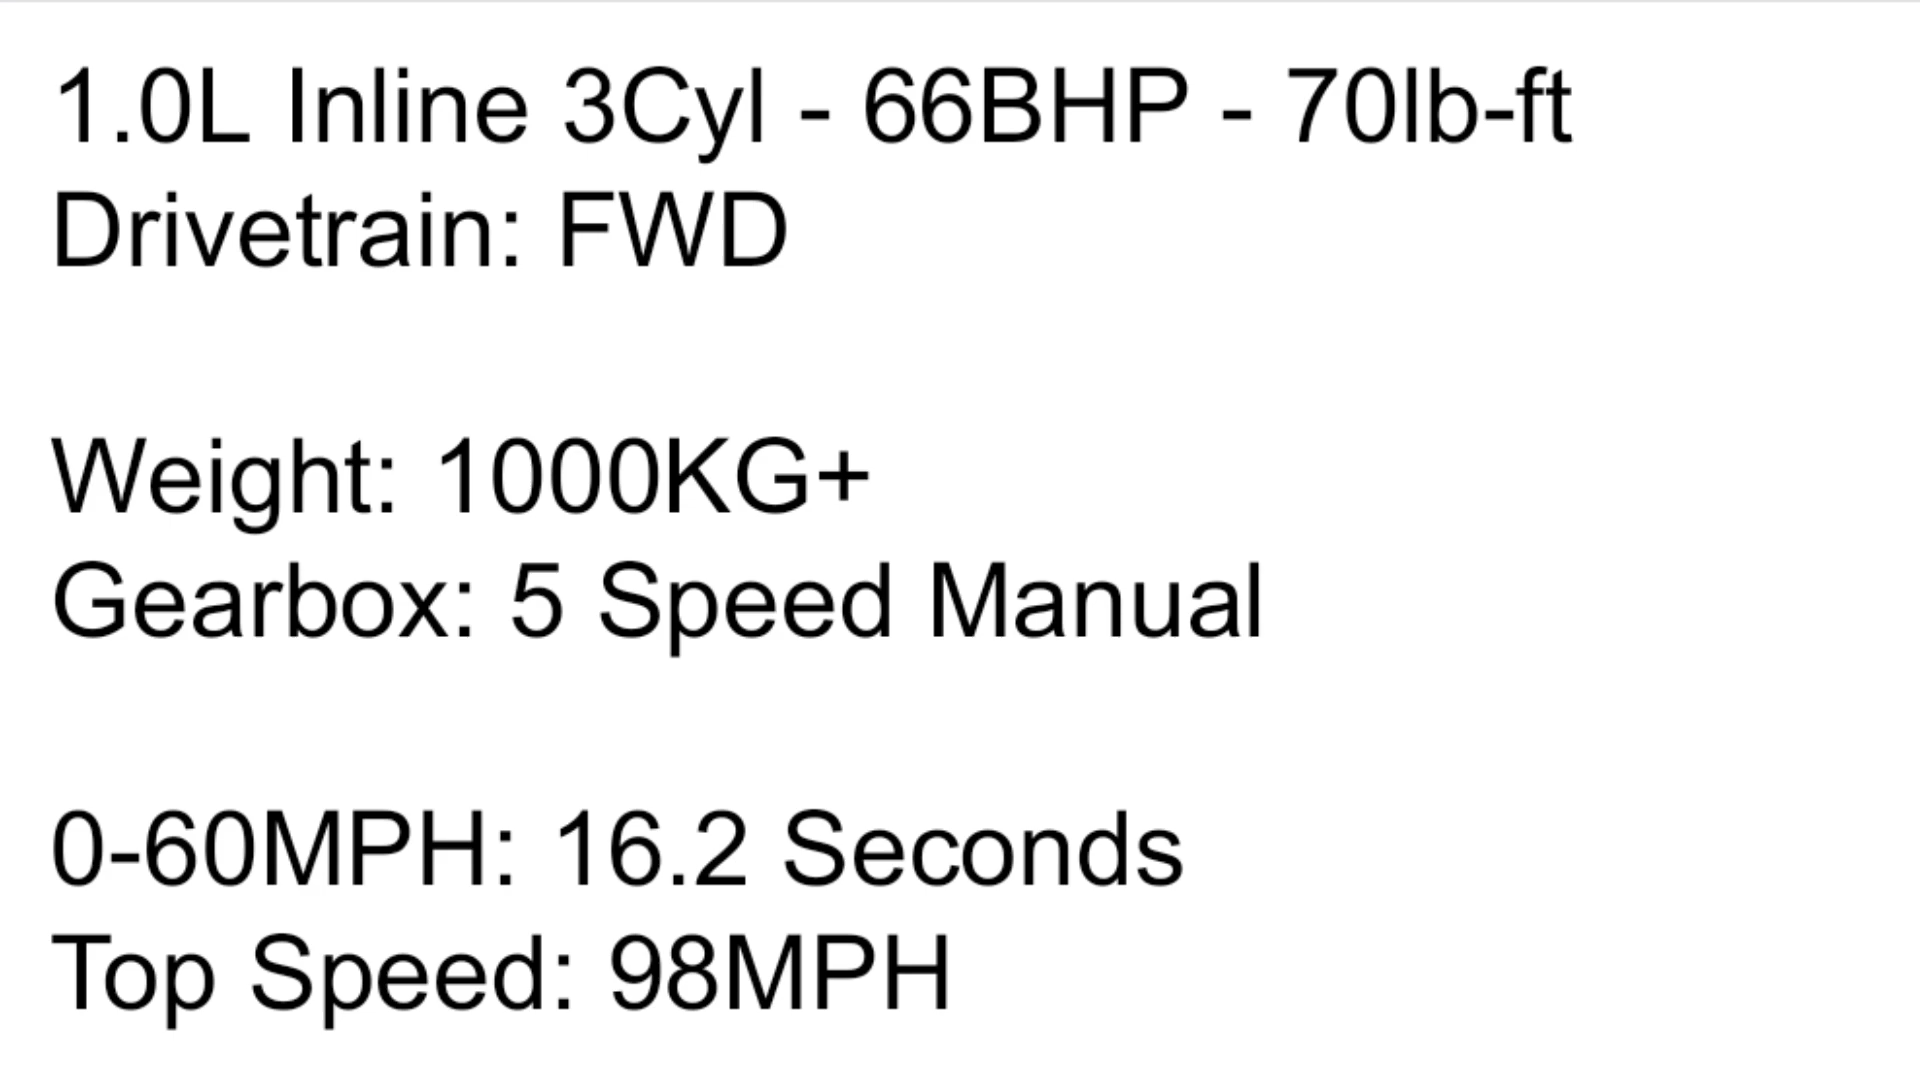 1.0L Inline 3Cyl - 66BHP - 70lb-ft
Drivetrain: FWD
Weight: 1000KG+
Gearbox: 5 Speed Manual
0-60MPH: 16.2 Seconds
Top Speed: 98MPH